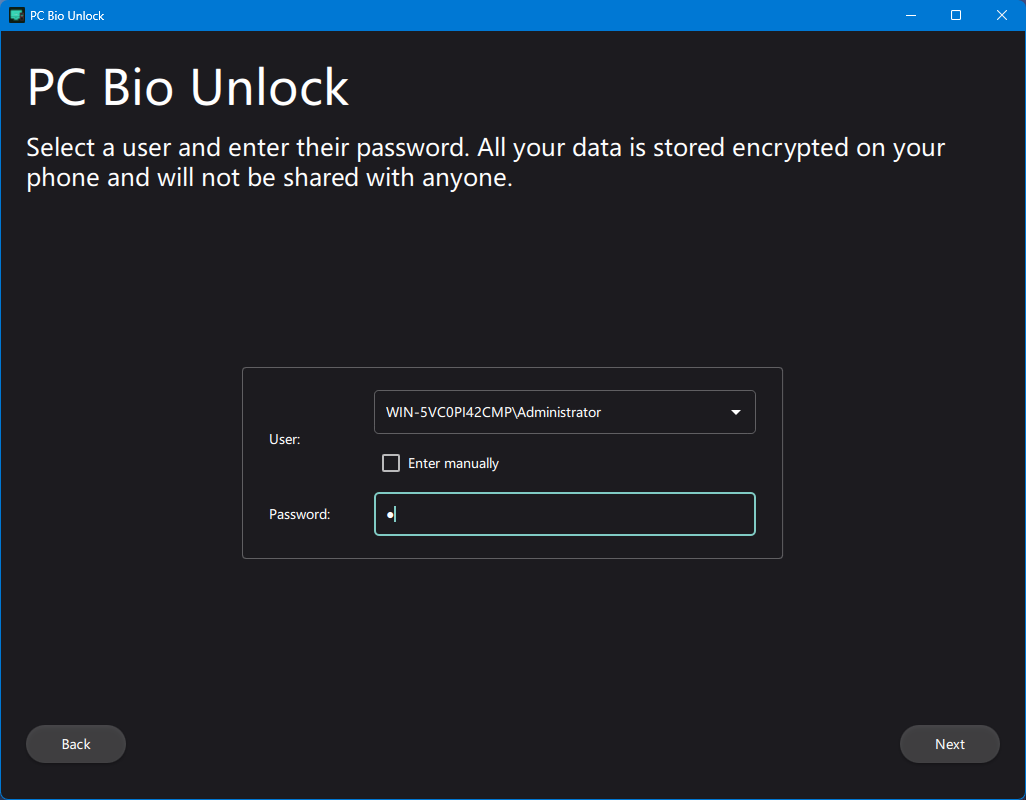 PC Bio Unlock
PC Bio Unlock
Select a user and enter their password. All your data is stored encrypted on your
phone and will not be shared with anyone.
WIN-5VC0PI42CMP\Administrator
User:
Enter manually
Password: ●
Back
Next